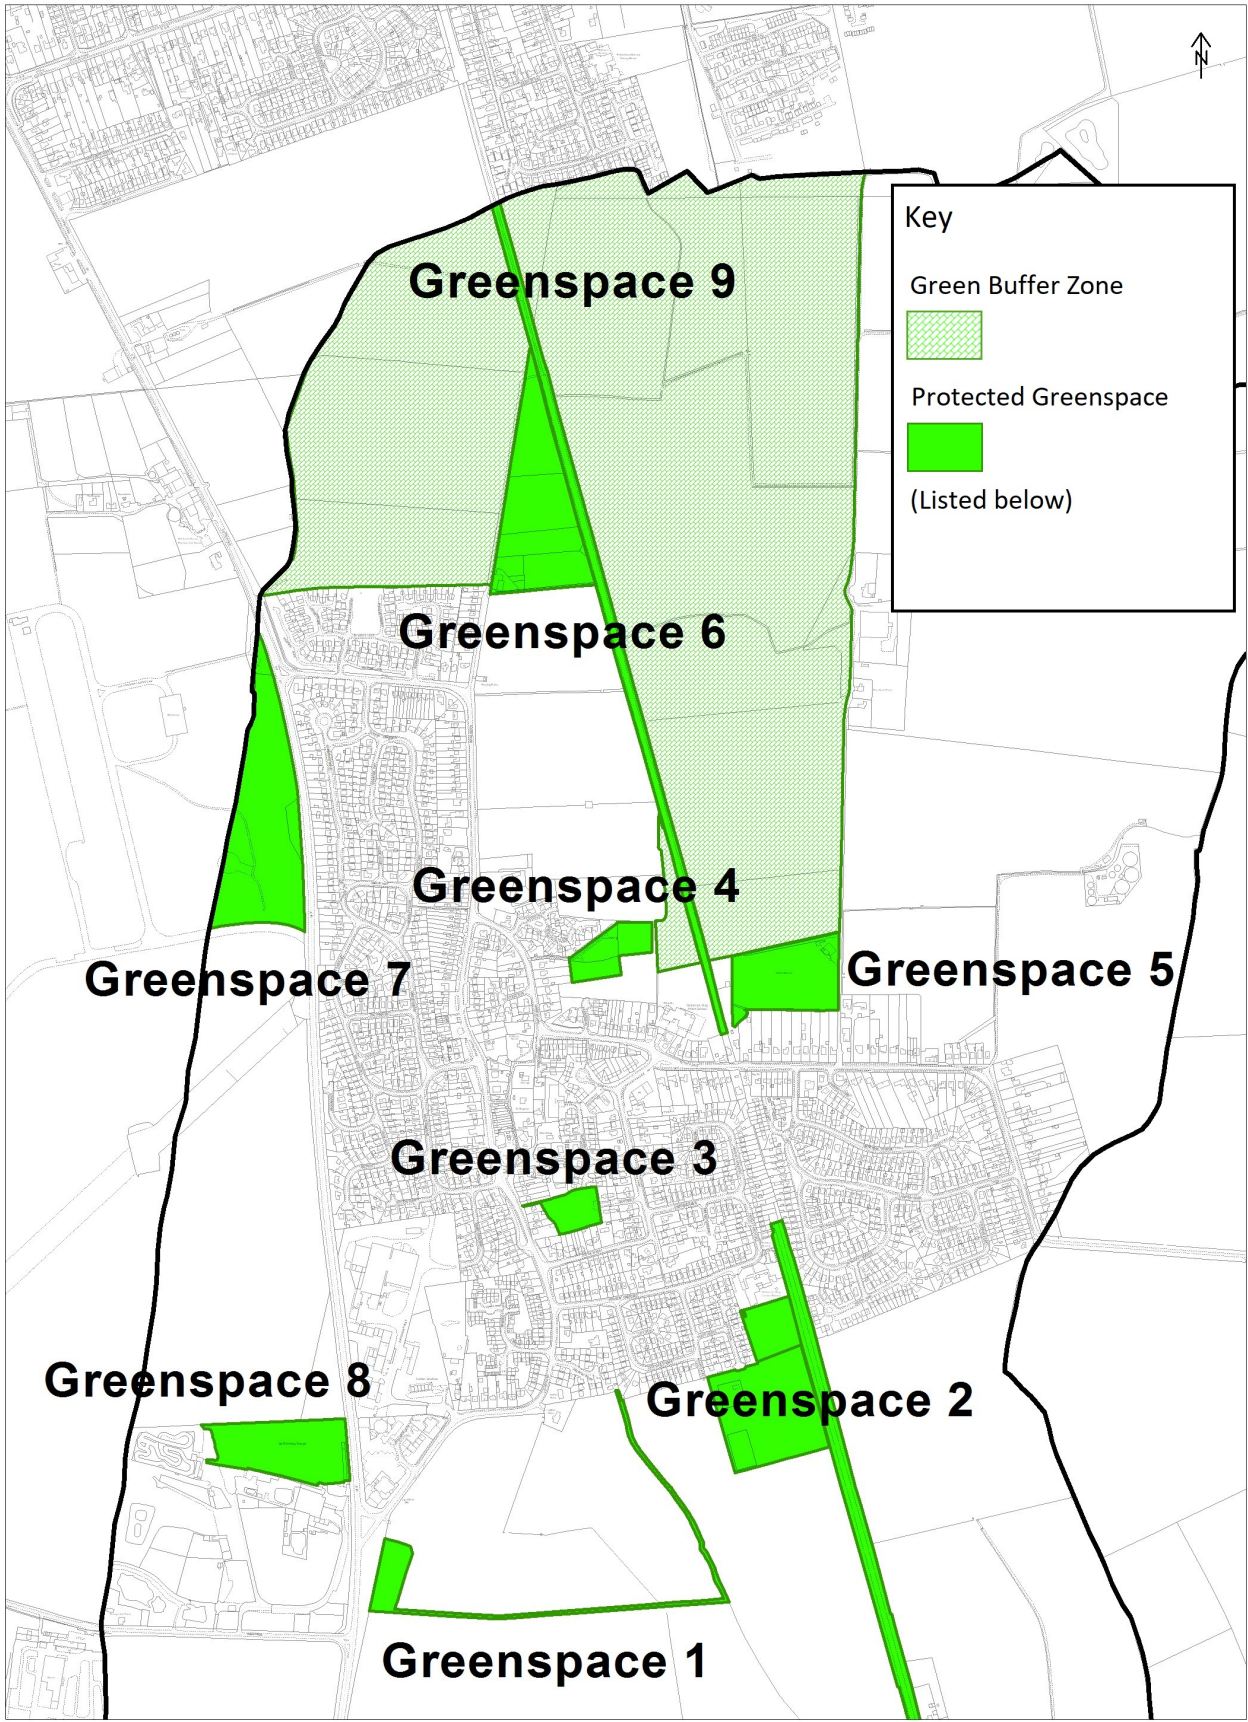 N
Key
Green Buffer Zone
Protected Greenspace
(Listed below)
Greenspace 9
Greenspace 6
Greenspace 4
Greenspace 5
Greenspace 7
Greenspace 3
Greenspace 8
Greenspace 2
Greenspace 1